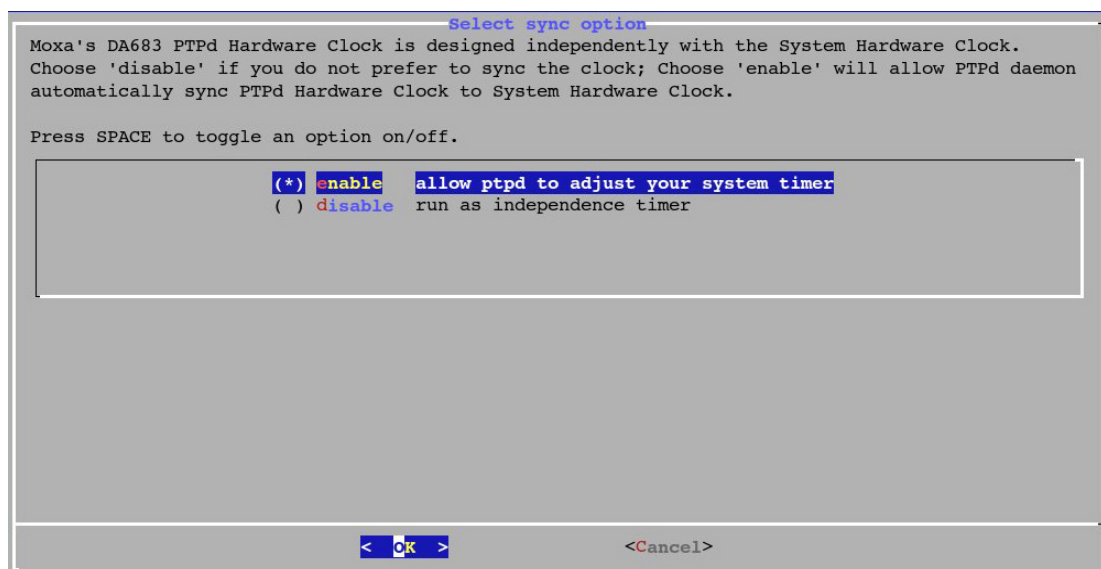 Select sync option
Moxa's DA683 PTPd Hardware Clock is designed independently with the System Hardware Clock.
Choose 'disable' if you do not prefer to sync the clock; Choose 'enable' will allow PTPd daemon
automatically sync PTPd Hardware Clock to System Hardware Clock.
Press SPACE to toggle an option on/off.
(*) enable allow ptpd to adjust your system timer
( ) disable run as independence timer
< oK > <Cancel>